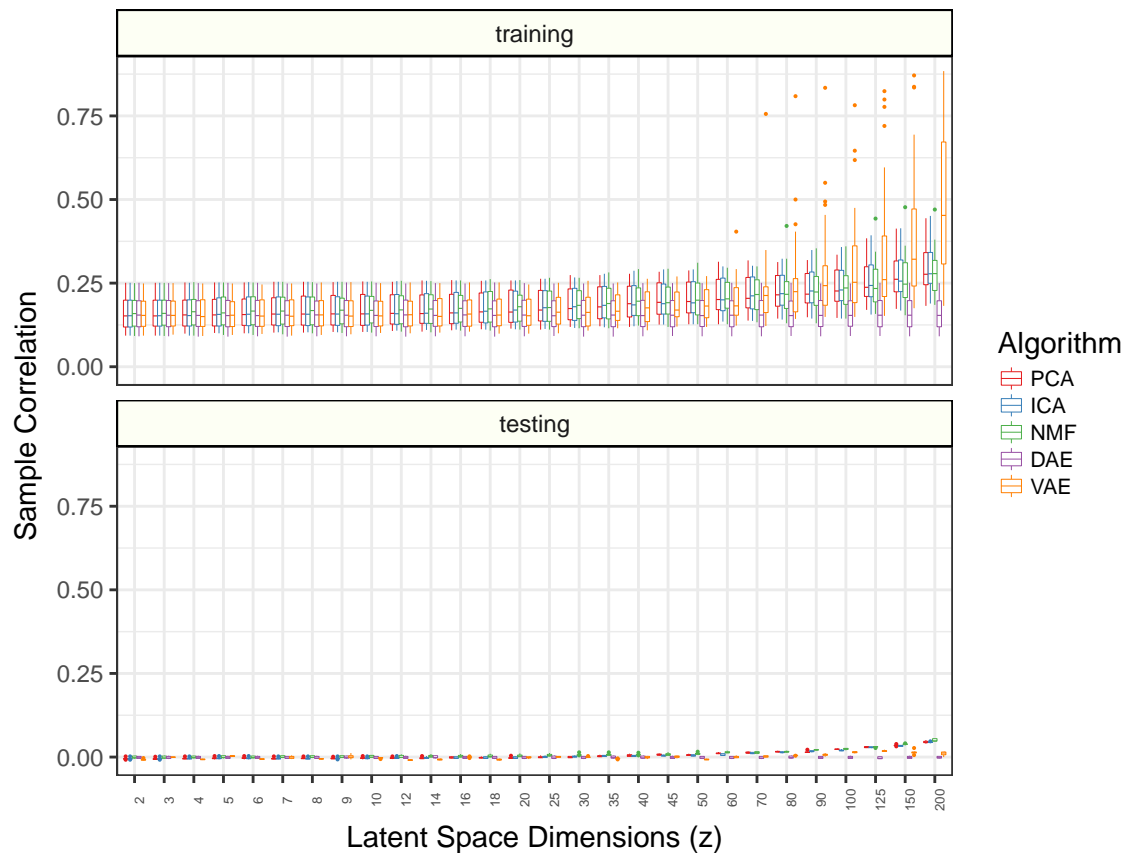 training
0.75
0.50
0.25
0.00
testing
0.75
0.50
0.25
0.00
Sample Correlation
2 3 4 5 6 7 8 9 10 12 14 16 18 20 25 30 35 40 45 50 60 70 80 90 100 125 150 200
Latent Space Dimensions (z)
Algorithm
PCA
ICA
NMF
DAE
VAE